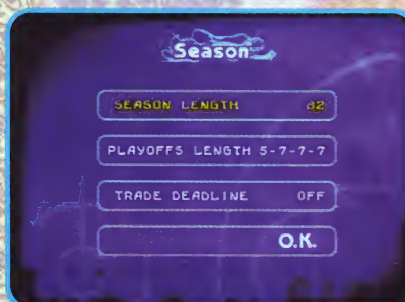 Season
SEASON LENGTH 82
PLAYOFFS LENGTH 5-7-7-7
TRADE DEADLINE OFF
O.K.